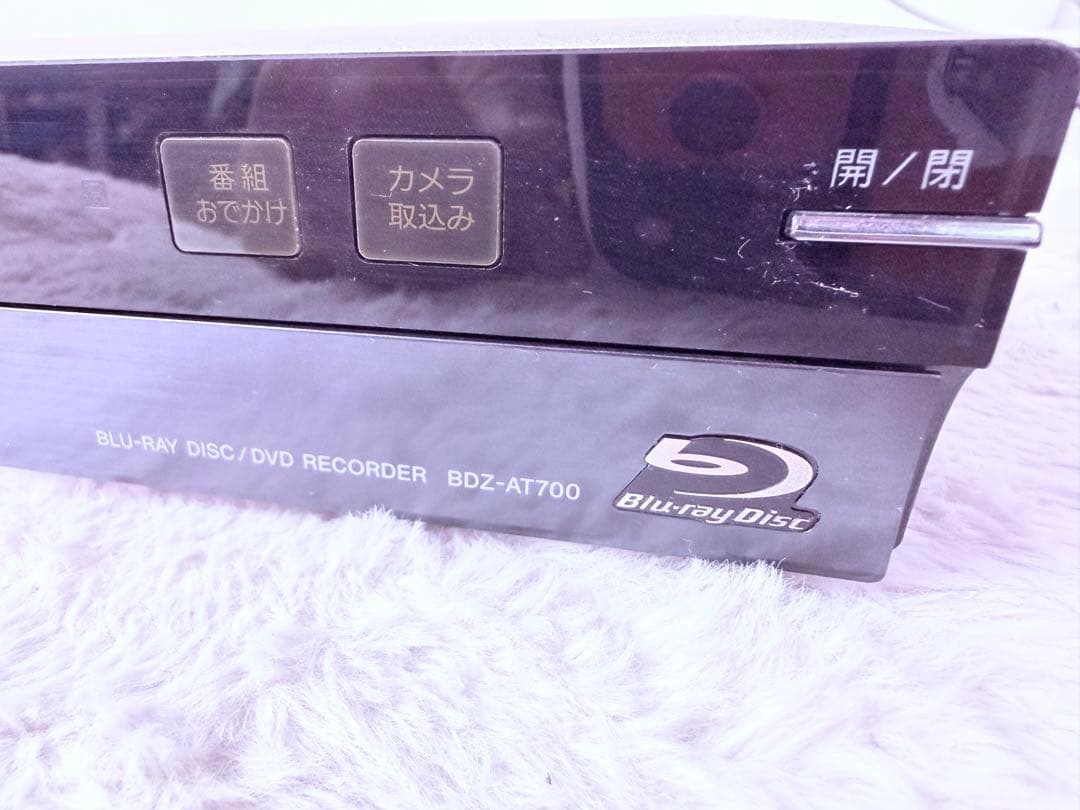 番組
おでかけ
カメラ
取込み
開／閉
BLU-RAY DISC / DVD RECORDER BDZ-AT700
Blu-ray Disc